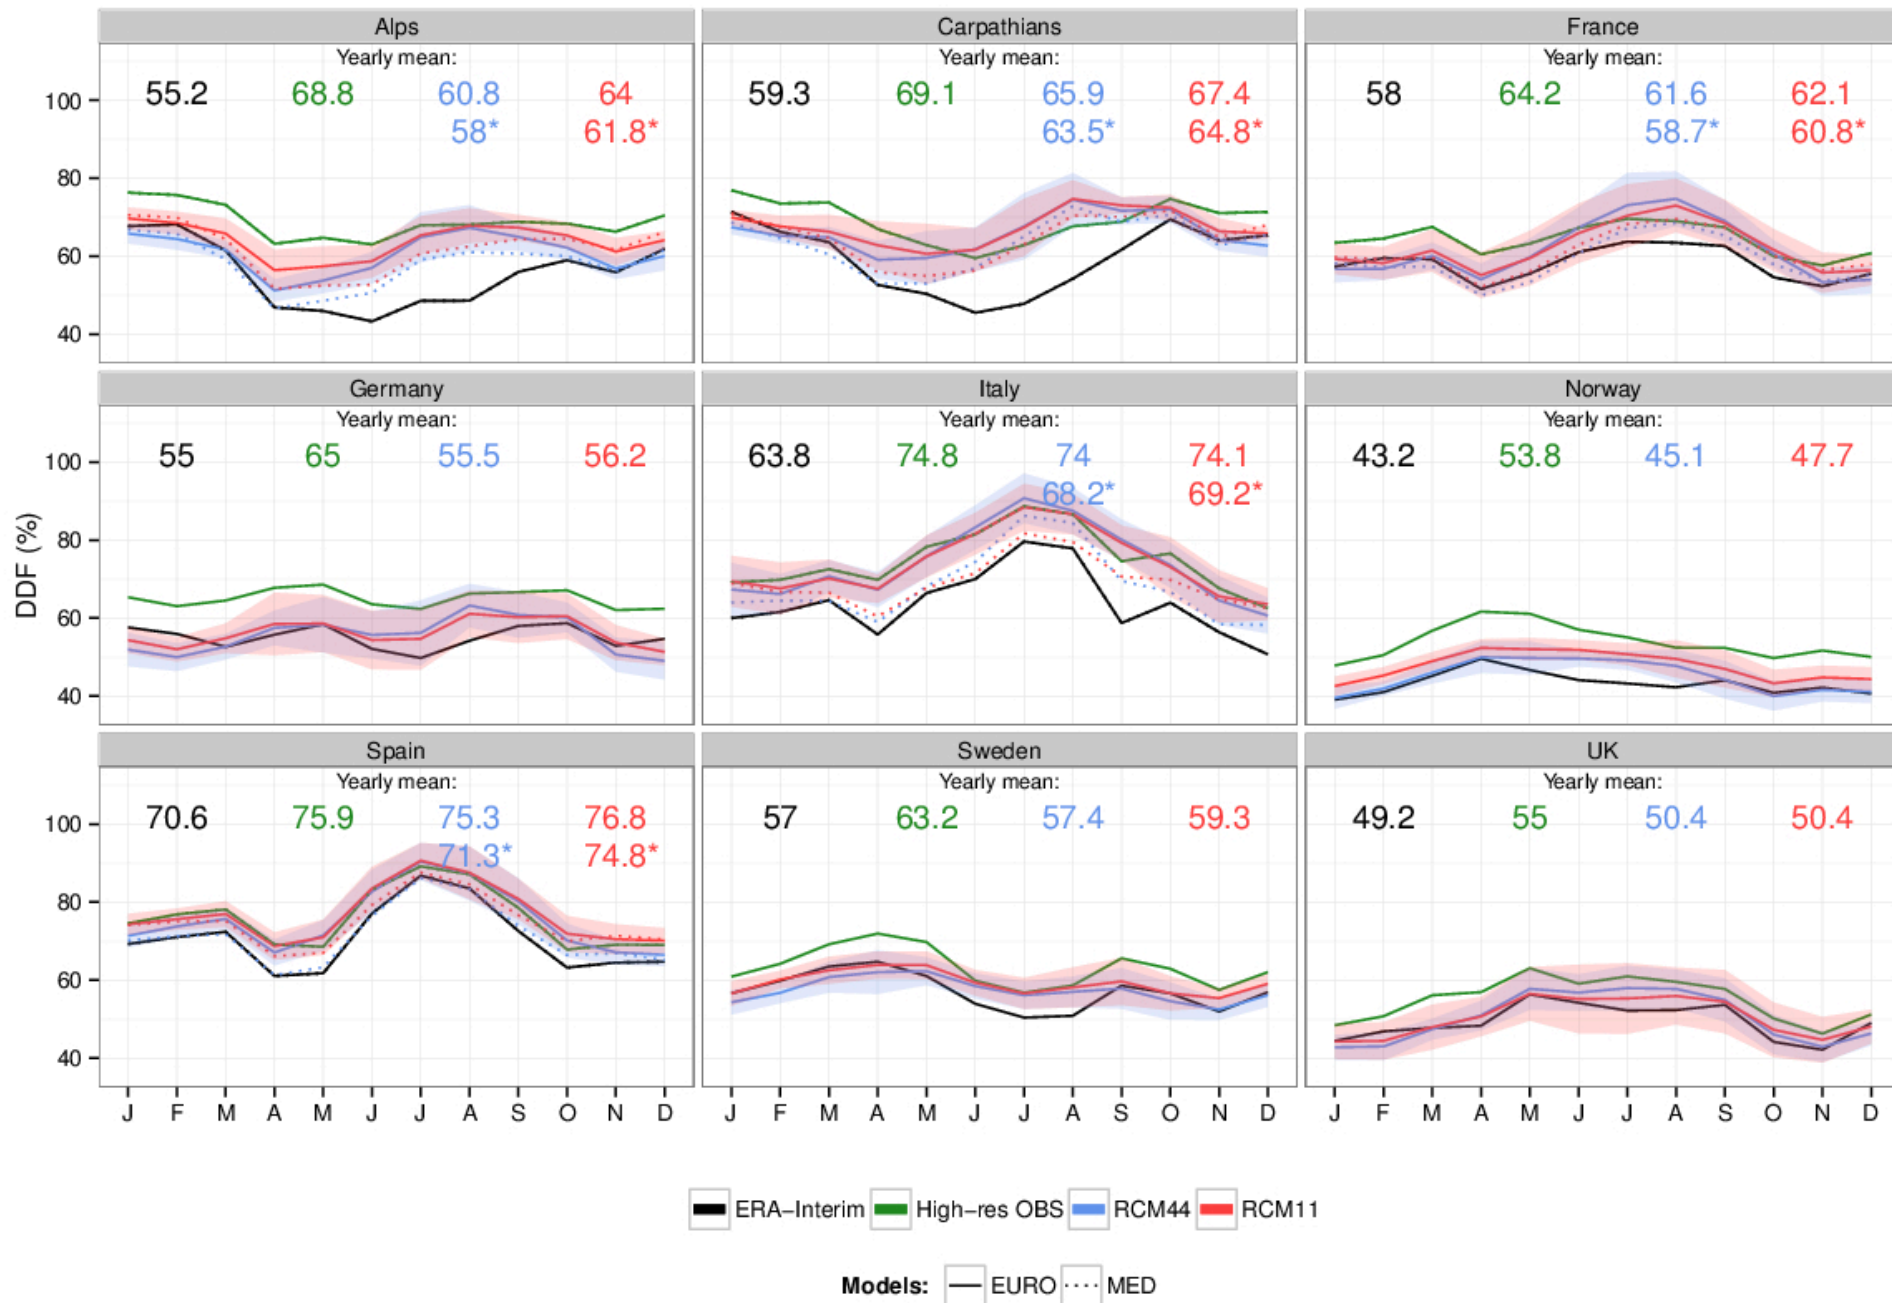 Alps Carpathians France
Yearly mean: Yearly mean: Yearly mean:
55.2 68.8 60.8 64 59.3 69.1 65.9 67.4 58 64.2 61.6 62.1
58* 61.8* 63.5* 64.8* 58.7* 60.8*
100
80
60
40
Germany Italy Norway
Yearly mean: Yearly mean: Yearly mean:
55 65 55.5 56.2 63.8 74.8 74 74.1 43.2 53.8 45.1 47.7
68.2* 69.2*
100
80
60
40
DDF (%)
Spain Sweden UK
Yearly mean: Yearly mean: Yearly mean:
70.6 75.9 75.3 76.8 57 63.2 57.4 59.3 49.2 55 50.4 50.4
71.3* 74.8*
100
80
60
40
J F M A M J J A S O N D J F M A M J J A S O N D J F M A M J J A S O N D
ERA-Interim High-res OBS RCM44 RCM11
Models: EURO MED